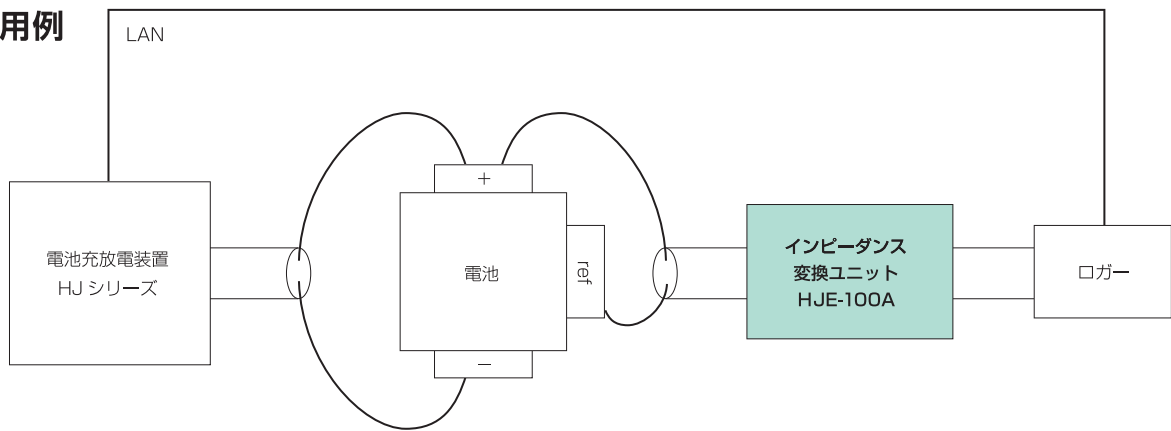 用例
LAN
電池充放電装置
HJ シリーズ
+
電池
−
ref
インピーダンス
変換ユニット
HJE-100A
ロガー